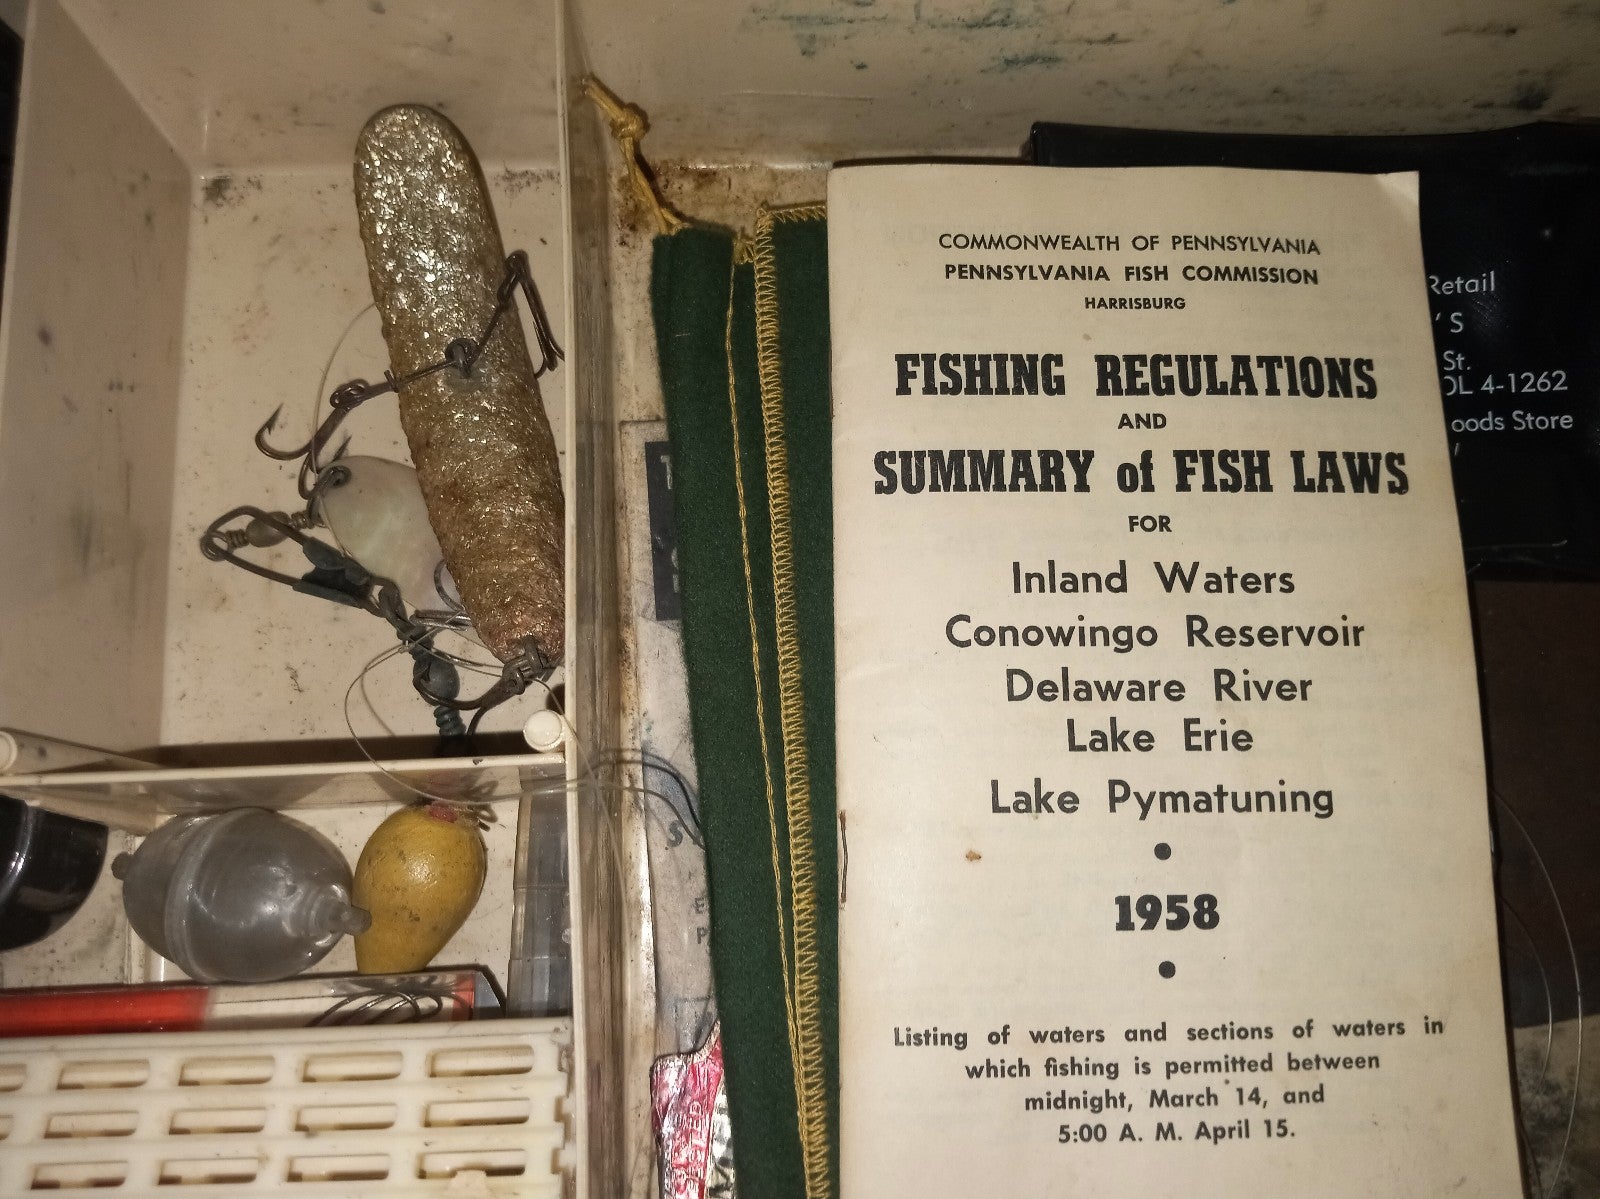 COMMONWEALTH OF PENNSYLVANIA
PENNSYLVANIA FISH COMMISSION
HARRISBURG
FISHING REGULATIONS
AND
SUMMARY of FISH LAWS
FOR
Inland Waters
Conowingo Reservoir
Delaware River
Lake Erie
Lake Pymatuning
•
1958
•
Listing of waters and sections of waters in
which fishing is permitted between
midnight, March 14, and
5:00 A. M. April 15.
Retail
'S
St.
OL 4-1262
oods Store